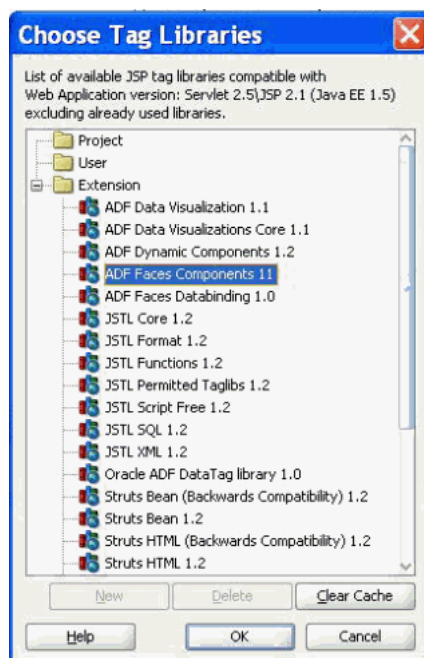 Choose Tag Libraries
List of available JSP tag libraries compatible with
Web Application version: Servlet 2.5\JSP 2.1 (Java EE 1.5)
excluding already used libraries.
Project
User
Extension
ADF Data Visualization 1.1
ADF Data Visualizations Core 1.1
ADF Dynamic Components 1.2
ADF Faces Components 11
ADF Faces Databinding 1.0
JSTL Core 1.2
JSTL Format 1.2
JSTL Functions 1.2
JSTL Permitted Taglibs 1.2
JSTL Script Free 1.2
JSTL SQL 1.2
JSTL XML 1.2
Oracle ADF DataTag library 1.0
Struts Bean (Backwards Compatibility) 1.2
Struts Bean 1.2
Struts HTML (Backwards Compatibility) 1.2
Struts HTML 1.2
New Delete Clear Cache
Help OK Cancel